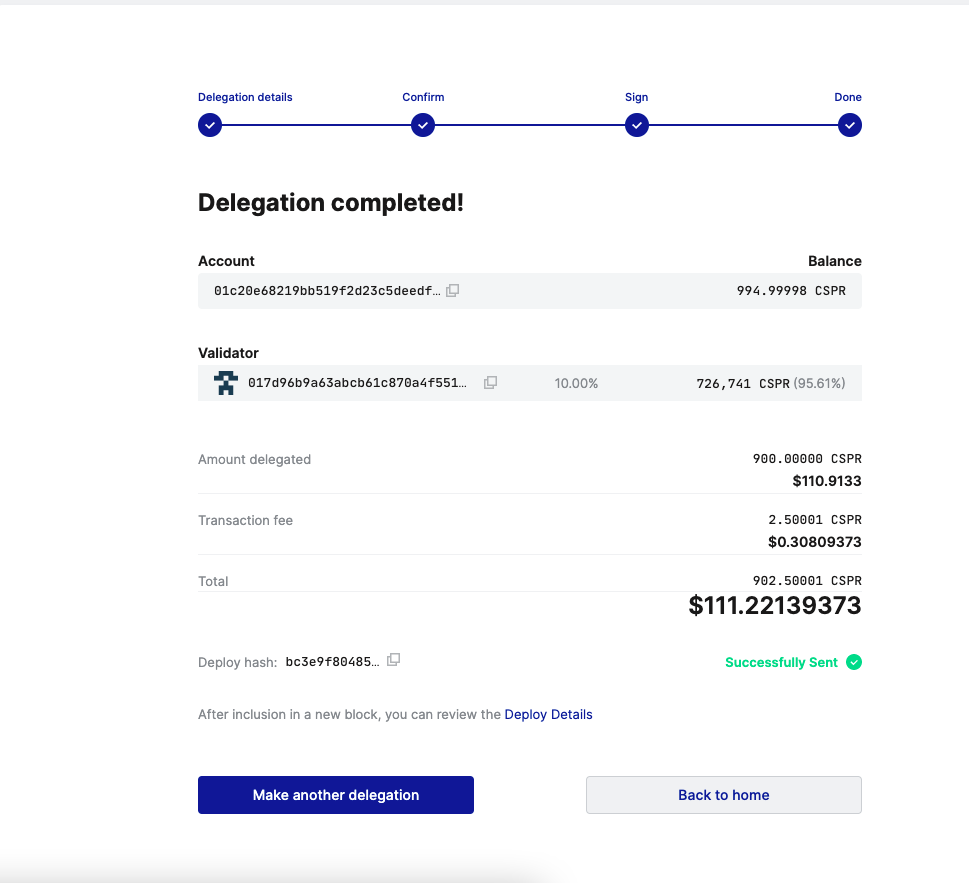 Delegation details Confirm Sign Done
Delegation completed!
Account Balance
01c20e68219bb519f2d23c5deedf… 994.99998 CSPR
Validator
017d96b9a63abcb61c870a4f551… 10.00% 726,741 CSPR (95.61%)
Amount delegated 900.00000 CSPR
$110.9133
Transaction fee 2.50001 CSPR
$0.30809373
Total 902.50001 CSPR
$111.22139373
Deploy hash: bc3e9f80485… Successfully Sent
After inclusion in a new block, you can review the Deploy Details
Make another delegation Back to home